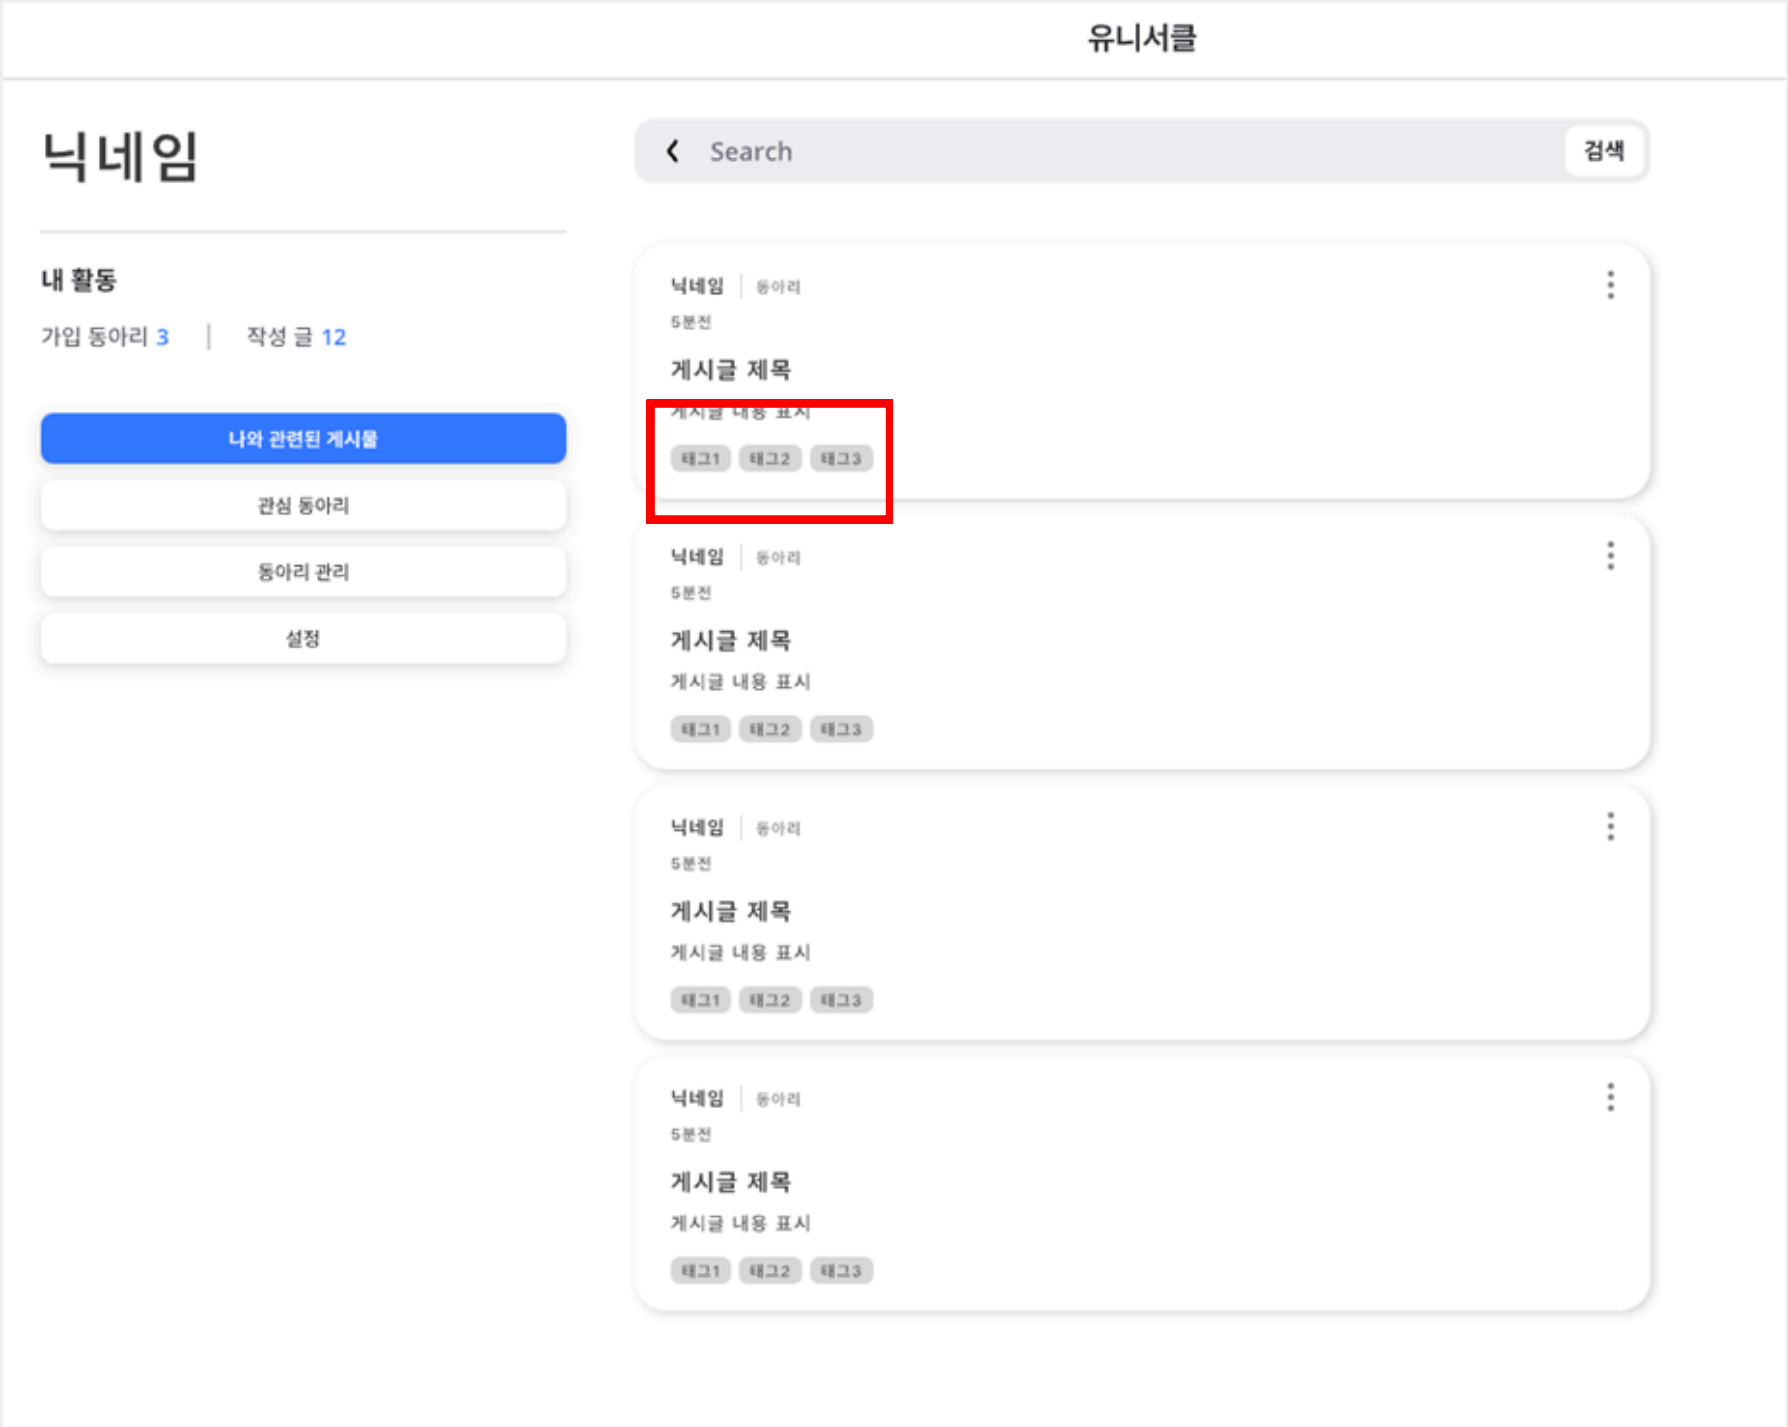 유니서클
닉네임
내 활동
가입 동아리 3 | 작성 글 12
나와 관련된 게시물
관심 동아리
동아리 관리
설정
Search 검색
닉네임 | 동아리
5분전
게시글 제목
게시글 내용 표시
태그1 태그2 태그3
닉네임 | 동아리
5분전
게시글 제목
게시글 내용 표시
태그1 태그2 태그3
닉네임 | 동아리
5분전
게시글 제목
게시글 내용 표시
태그1 태그2 태그3
닉네임 | 동아리
5분전
게시글 제목
게시글 내용 표시
태그1 태그2 태그3